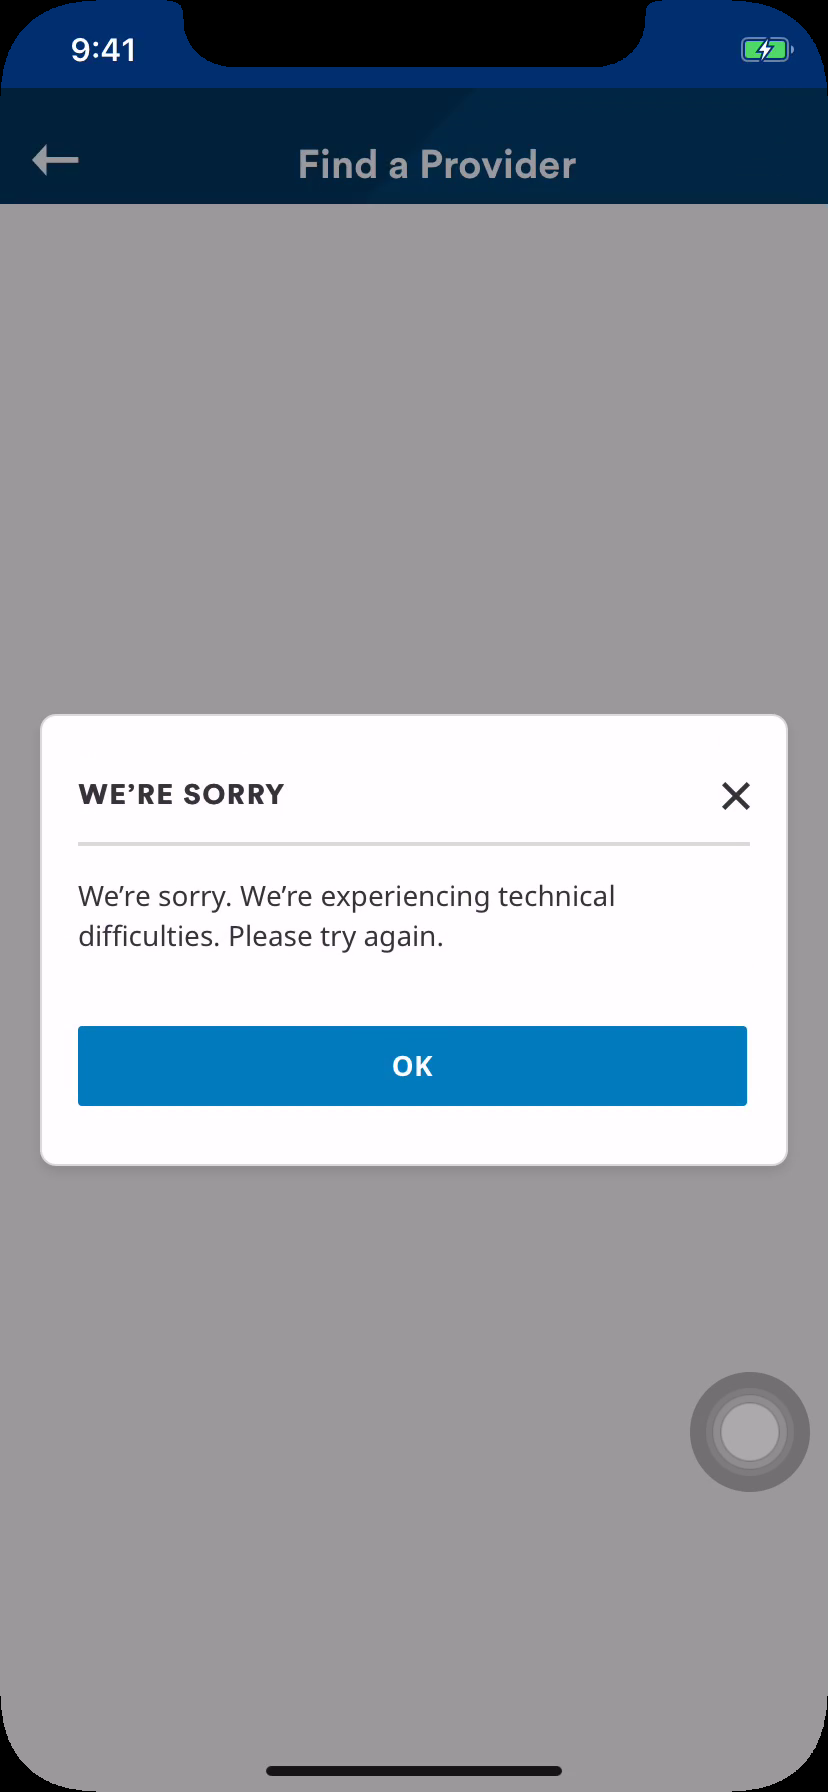 9:41
Find a Provider
WE’RE SORRY
We’re sorry. We’re experiencing technical
difficulties. Please try again.
OK